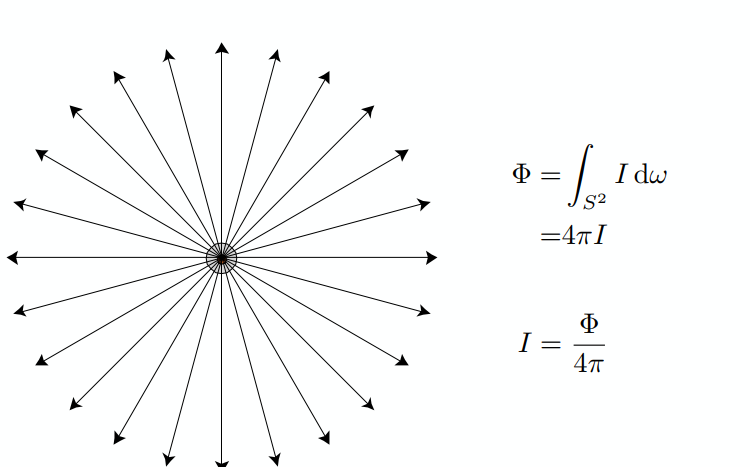 Φ = ∫_{S²} I dω
=4πI
I = Φ/4π